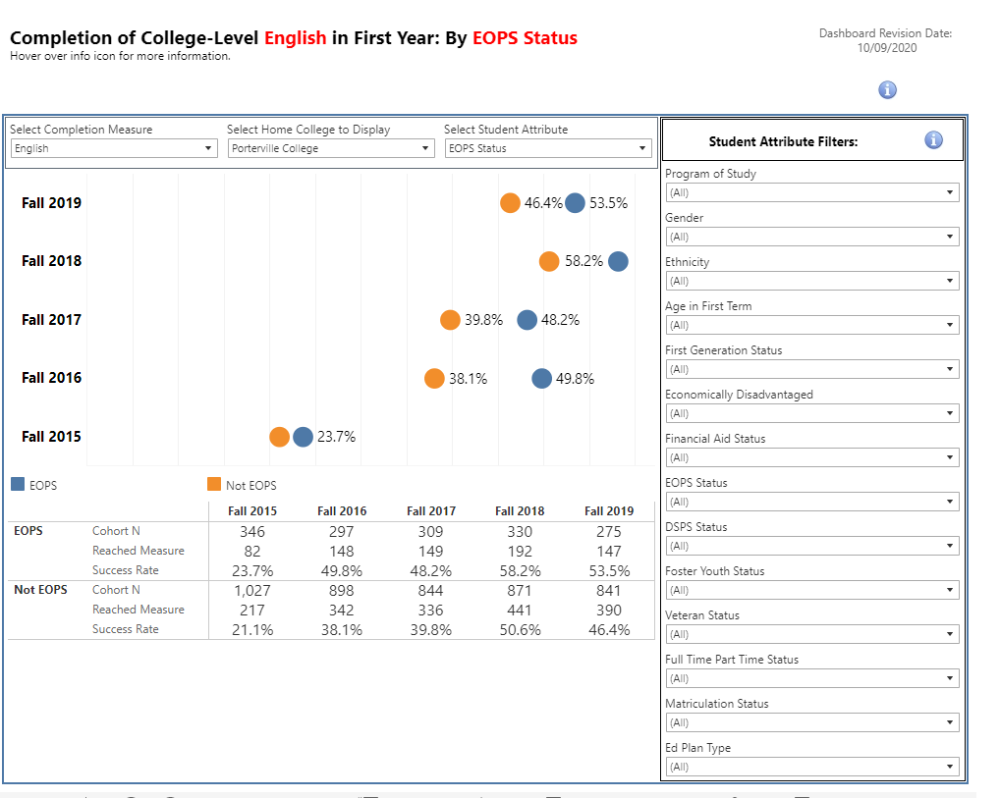 Completion of College-Level English in First Year: By EOPS Status
Hover over info icon for more information.
Dashboard Revision Date:
10/09/2020
Select Completion Measure
English
Select Home College to Display
Porterville College
Select Student Attribute
EOPS Status
Fall 2019 46.4% 53.5%
Fall 2018 58.2%
Fall 2017 39.8% 48.2%
Fall 2016 38.1% 49.8%
Fall 2015 23.7%
EOPS Not EOPS
Fall 2015 Fall 2016 Fall 2017 Fall 2018 Fall 2019
EOPS Cohort N 346 297 309 330 275
Reached Measure 82 148 149 192 147
Success Rate 23.7% 49.8% 48.2% 58.2% 53.5%
Not EOPS Cohort N 1,027 898 844 871 841
Reached Measure 217 342 336 441 390
Success Rate 21.1% 38.1% 39.8% 50.6% 46.4%
Student Attribute Filters:
Program of Study
(All)
Gender
(All)
Ethnicity
(All)
Age in First Term
(All)
First Generation Status
(All)
Economically Disadvantaged
(All)
Financial Aid Status
(All)
EOPS Status
(All)
DSPS Status
(All)
Foster Youth Status
(All)
Veteran Status
(All)
Full Time Part Time Status
(All)
Matriculation Status
(All)
Ed Plan Type
(All)